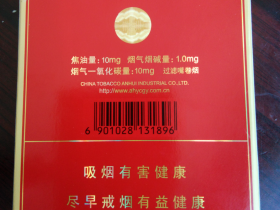 焦油量：10mg 烟气烟碱量：1.0mg
烟气一氧化碳量：10mg 过滤嘴卷烟
CHINA TOBACCO ANHUI INDUSTRIAL CO.,LTD.
http://www.ahycgy.com.cn
6 901028 131896
吸烟有害健康
尽早戒烟有益健康